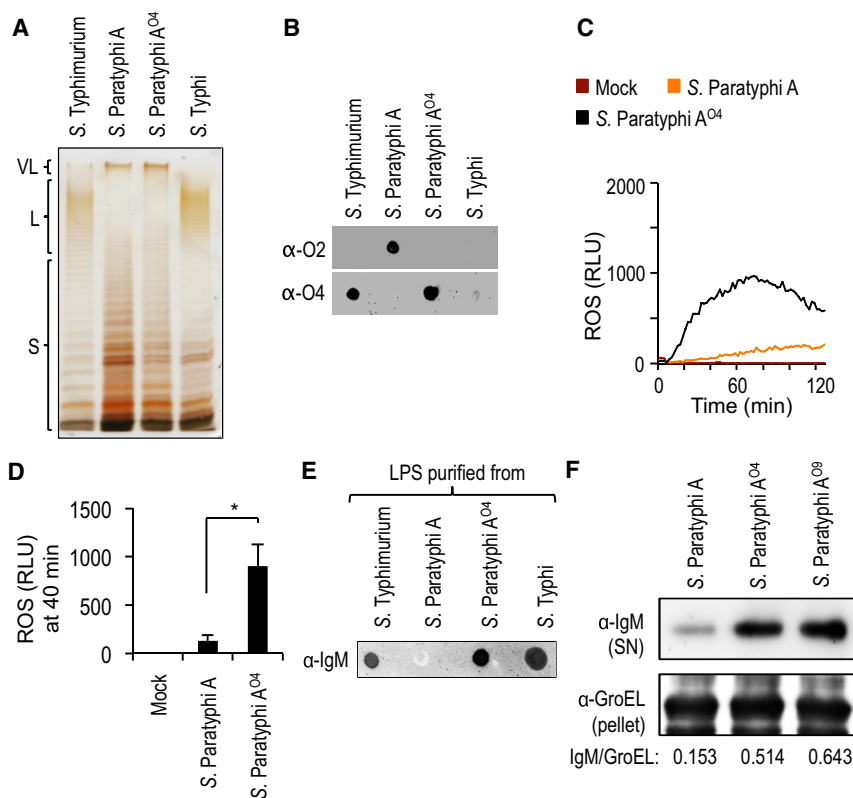 A
S. Typhimurium
S. Paratyphi A
S. Paratyphi A^O4
S. Typhi
VL
L
S
B
S. Typhimurium
S. Paratyphi A
S. Paratyphi A^O4
S. Typhi
α-O2
α-O4
C
Mock
S. Paratyphi A
S. Paratyphi A^O4
ROS (RLU)
2000
1000
0
0 60 120
Time (min)
D
ROS (RLU)
at 40 min
1500
1000
500
0
*
Mock
S. Paratyphi A
S. Paratyphi A^O4
E
LPS purified from
S. Typhimurium
S. Paratyphi A
S. Paratyphi A^O4
S. Typhi
α-IgM
F
S. Paratyphi A
S. Paratyphi A^O4
S. Paratyphi A^O9
α-IgM
(SN)
α-GroEL
(pellet)
IgM/GroEL: 0.153 0.514 0.643